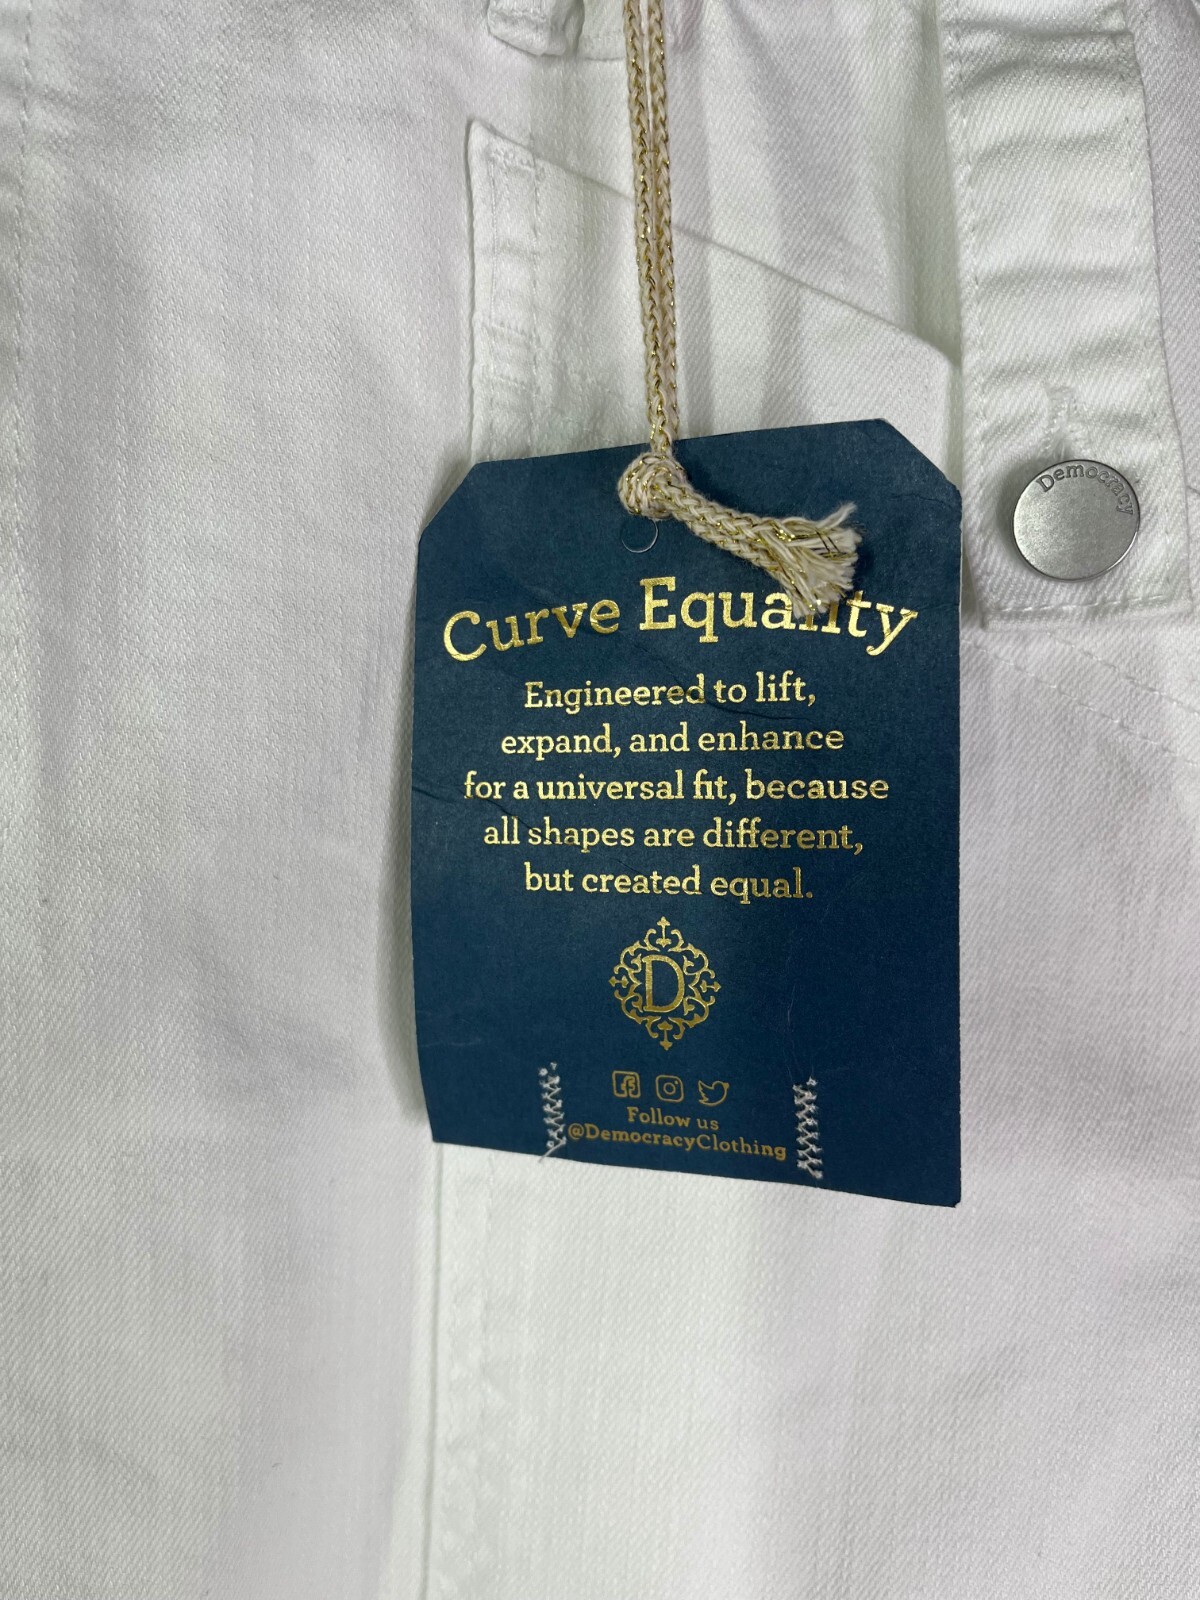 Democracy
Curve Equality
Engineered to lift,
expand, and enhance
for a universal fit, because
all shapes are different,
but created equal.
D
Follow us
@DemocracyClothing